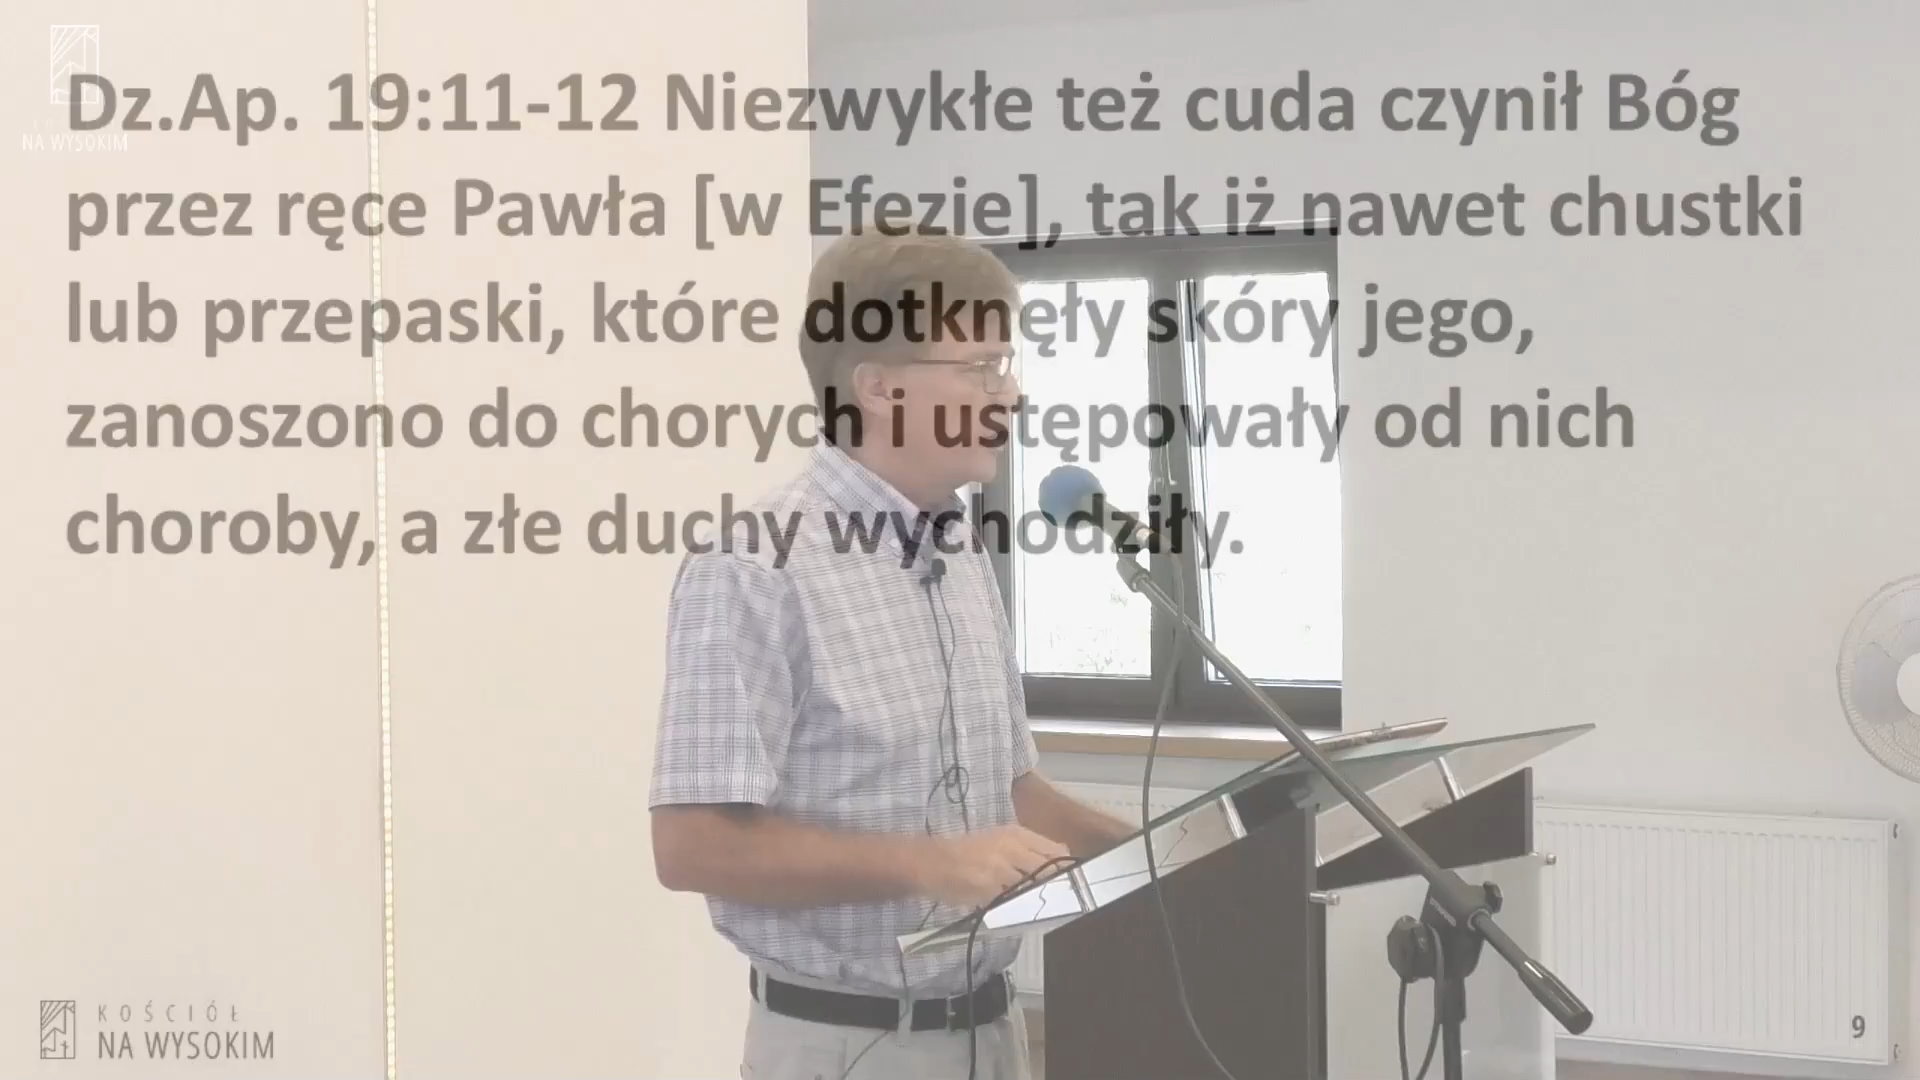 Dz.Ap. 19:11-12 Niezwykłe też cuda czynił Bóg
przez ręce Pawła [w Efezie], tak iż nawet chustki
lub przepaski, które dotknęły skóry jego,
zanoszono do chorych i ustępowały od nich
choroby, a złe duchy wychodziły.
NA WYSOKIM
KOŚCIÓŁ
NA WYSOKIM
9